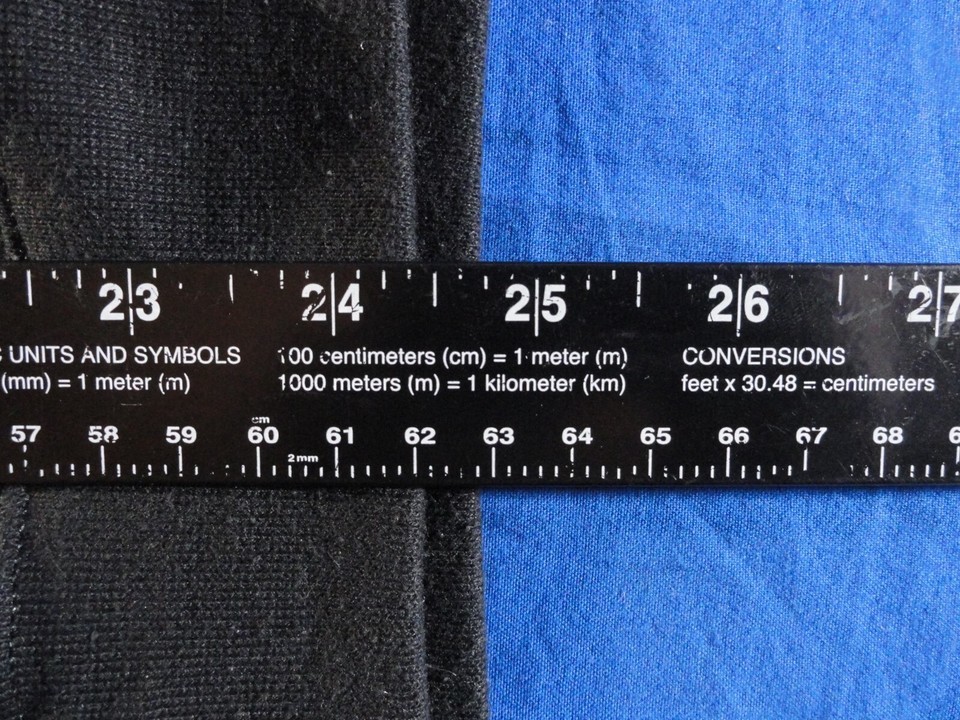 23 24 25 26 27
UNITS AND SYMBOLS 100 centimeters (cm) = 1 meter (m) CONVERSIONS
(mm) = 1 meter (m) 1000 meters (m) = 1 kilometer (km) feet x 30.48 = centimeters
cm
57 58 59 60 61 62 63 64 65 66 67 68
2mm